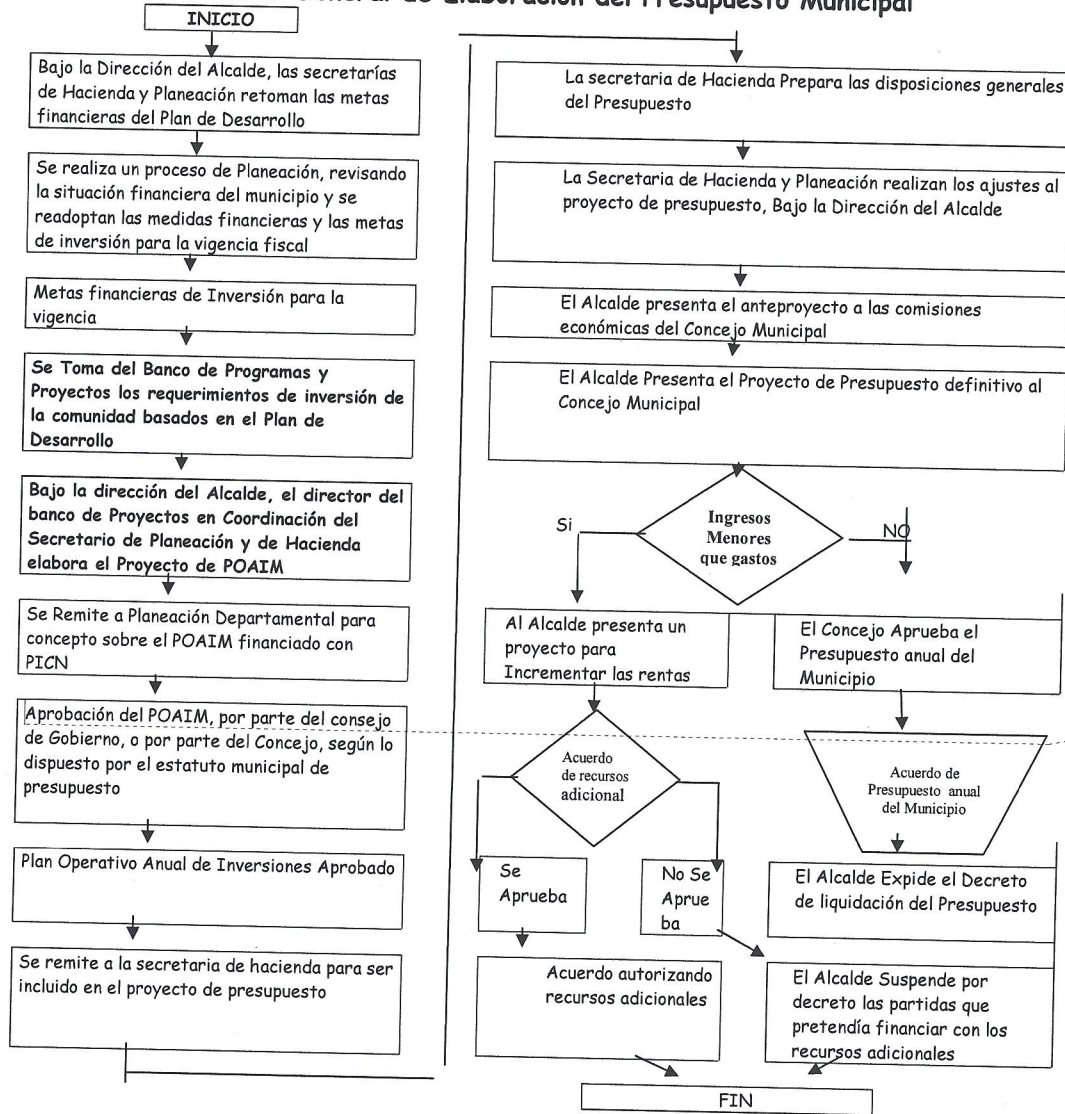 General de Elaboración del Presupuesto Municipal
INICIO
Bajo la Dirección del Alcalde, las secretarías
de Hacienda y Planeación retoman las metas
financieras del Plan de Desarrollo
Se realiza un proceso de Planeación, revisando
la situación financiera del municipio y se
readoptan las medidas financieras y las metas
de inversión para la vigencia fiscal
Metas financieras de Inversión para la
vigencia
Se Toma del Banco de Programas y
Proyectos los requerimientos de inversión de
la comunidad basados en el Plan de
Desarrollo
Bajo la dirección del Alcalde, el director del
banco de Proyectos en Coordinación del
Secretario de Planeación y de Hacienda
elabora el Proyecto de POAIM
Se Remite a Planeación Departamental para
concepto sobre el POAIM financiado con
PICN
Aprobación del POAIM, por parte del consejo
de Gobierno, o por parte del Concejo, según lo
dispuesto por el estatuto municipal de
presupuesto
Plan Operativo Anual de Inversiones Aprobado
Se remite a la secretaria de hacienda para ser
incluido en el proyecto de presupuesto
La secretaria de Hacienda Prepara las disposiciones generales
del Presupuesto
La Secretaria de Hacienda y Planeación realizan los ajustes al
proyecto de presupuesto, Bajo la Dirección del Alcalde
El Alcalde presenta el anteproyecto a las comisiones
económicas del Concejo Municipal
El Alcalde Presenta el Proyecto de Presupuesto definitivo al
Concejo Municipal
Ingresos
Menores
que gastos
Si
NO
Al Alcalde presenta un
proyecto para
Incrementar las rentas
El Concejo Aprueba el
Presupuesto anual del
Municipio
Acuerdo
de recursos
adicional
Acuerdo de
Presupuesto anual
del Municipio
Se
Aprueba
No Se
Aprue
ba
El Alcalde Expide el Decreto
de liquidación del Presupuesto
Acuerdo autorizando
recursos adicionales
El Alcalde Suspende por
decreto las partidas que
pretendía financiar con los
recursos adicionales
FIN